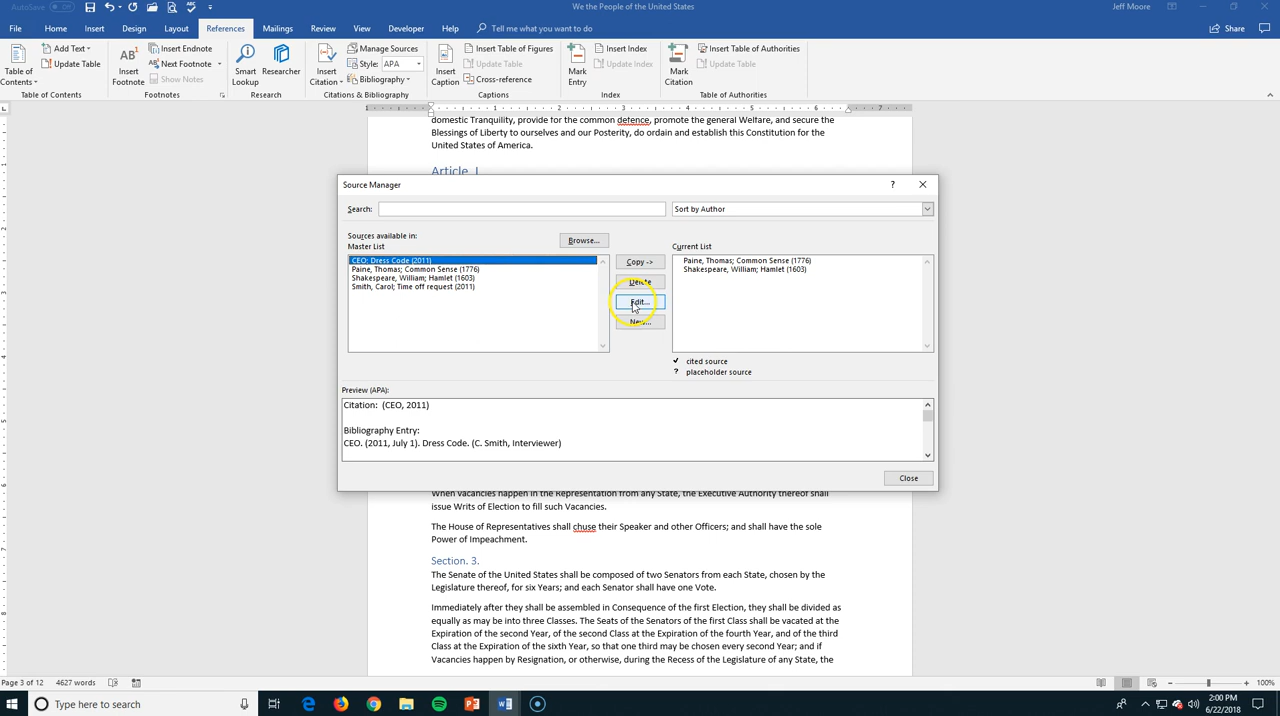 AutoSave Off
We the People of the United States
Jeff Moore
File Home Insert Design Layout References Mailings Review View Developer Help Tell me what you want to do Share
Table of Contents
Add Text
Update Table
Table of Contents
AB1
Insert Footnote
Insert Endnote
Next Footnote
Show Notes
Footnotes
Smart Lookup
Researcher
Research
Insert Citation
Manage Sources
Style: APA
Bibliography
Citations & Bibliography
Insert Caption
Insert Table of Figures
Update Table
Cross-reference
Captions
Mark Entry
Insert Index
Update Index
Index
Mark Citation
Insert Table of Authorities
Update Table
Table of Authorities
1 1 2 3 4 5 6 7
domestic Tranquility, provide for the common defence, promote the general Welfare, and secure the
Blessings of Liberty to ourselves and our Posterity, do ordain and establish this Constitution for the
United States of America.
Article I
Source Manager ?
Search: Sort by Author
Sources available in:
Master List
Browse...
Current List
CEO; Dress Code (2011)
Paine, Thomas; Common Sense (1776)
Shakespeare, William; Hamlet (1603)
Smith, Carol; Time off request (2011)
Copy ->
Delete
Edit...
New...
Paine, Thomas; Common Sense (1776)
Shakespeare, William; Hamlet (1603)
✓ cited source
? placeholder source
Preview (APA):
Citation: (CEO, 2011)
Bibliography Entry:
CEO. (2011, July 1). Dress Code. (C. Smith, Interviewer)
Close
When vacancies happen in the Representation from any State, the Executive Authority thereof shall
issue Writs of Election to fill such Vacancies.
The House of Representatives shall chuse their Speaker and other Officers; and shall have the sole
Power of Impeachment.
Section. 3.
The Senate of the United States shall be composed of two Senators from each State, chosen by the
Legislature thereof, for six Years; and each Senator shall have one Vote.
Immediately after they shall be assembled in Consequence of the first Election, they shall be divided as
equally as may be into three Classes. The Seats of the Senators of the first Class shall be vacated at the
Expiration of the second Year, of the second Class at the Expiration of the fourth Year, and of the third
Class at the Expiration of the sixth Year, so that one third may be chosen every second Year; and if
Vacancies happen by Resignation, or otherwise, during the Recess of the Legislature of any State, the
Page 3 of 12 4627 words 100%
Type here to search
2:00 PM
6/22/2018